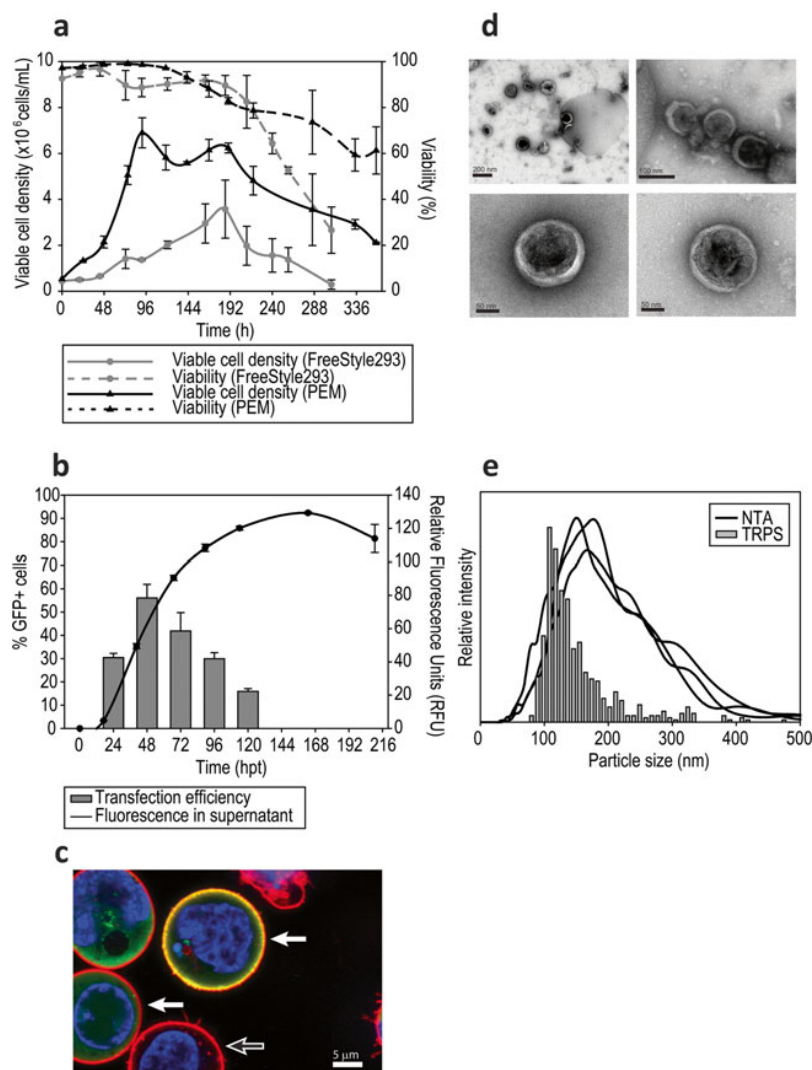 a
10
8
6
4
2
0
Viable cell density (x10⁶cells/mL)
100
80
60
40
20
0
Viability (%)
0 48 96 144 192 240 288 336
Time (h)
Viable cell density (FreeStyle293)
Viability (FreeStyle293)
Viable cell density (PEM)
Viability (PEM)
b
100
90
80
70
60
50
40
30
20
10
0
% GFP+ cells
140
120
100
80
60
40
20
0
Relative Fluorescence Units (RFU)
0 24 48 72 96 120 144 168 192 216
Time (hpt)
Transfection efficiency
Fluorescence in supernatant
c
5 μm
d
200 nm
100 nm
50 nm
50 nm
e
Relative intensity
NTA
TRPS
0 100 200 300 400 500
Particle size (nm)